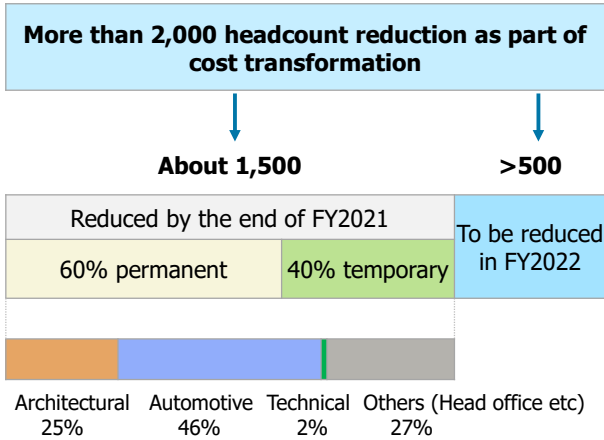 More than 2,000 headcount reduction as part of
cost transformation
About 1,500
>500
Reduced by the end of FY2021
To be reduced
in FY2022
60% permanent
40% temporary
Architectural
25%
Automotive
46%
Technical
2%
Others (Head office etc)
27%